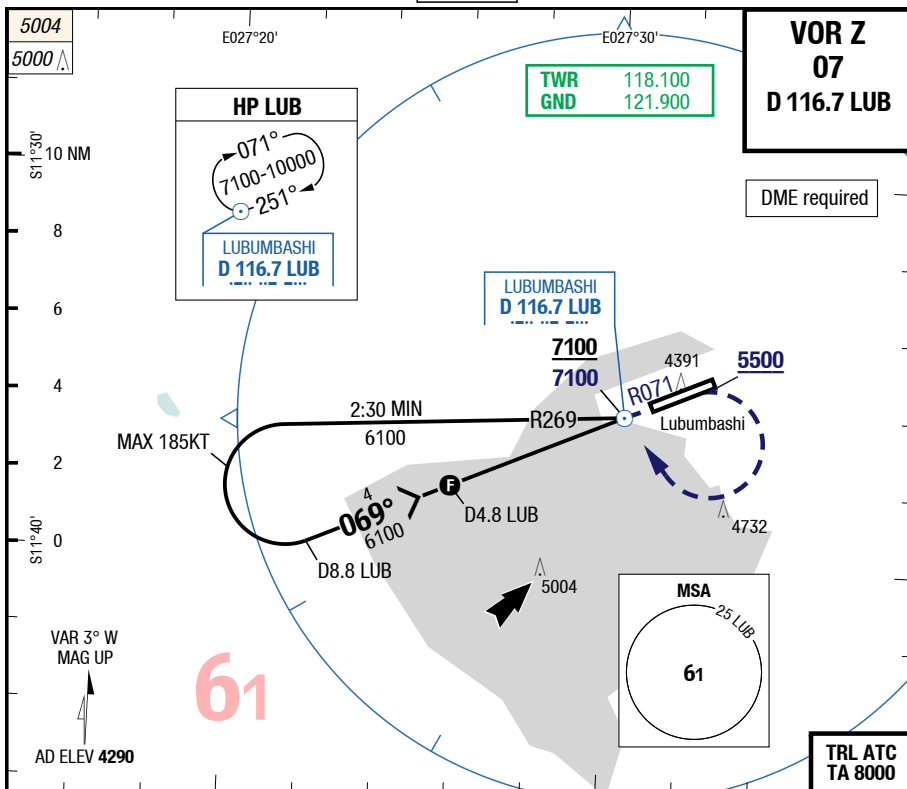 5004
5000
E027°20'
E027°30'
VOR Z
07
D 116.7 LUB
TWR 118.100
GND 121.900
DME required
HP LUB
071°
7100-10000
251°
LUBUMBASHI
D 116.7 LUB
S11°30'
10 NM
8
6
4
2
0
S11°40'
LUBUMBASHI
D 116.7 LUB
7100
7100
4391
5500
R071
Lubumbashi
2:30 MIN
6100
R269
MAX 185KT
4
069°
6100
F
D4.8 LUB
D8.8 LUB
4732
5004
MSA
25 LUB
61
VAR 3° W
MAG UP
61
AD ELEV 4290
TRL ATC
TA 8000